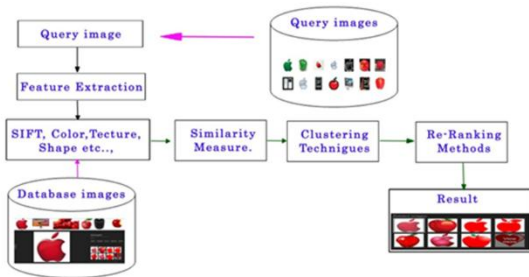 Query image
Query images
Feature Extraction
SIFT, Color,Tecture,
Shape etc..,
Similarity
Measure.
Clustering
Technigues
Re-Ranking
Methods
Database images
Result